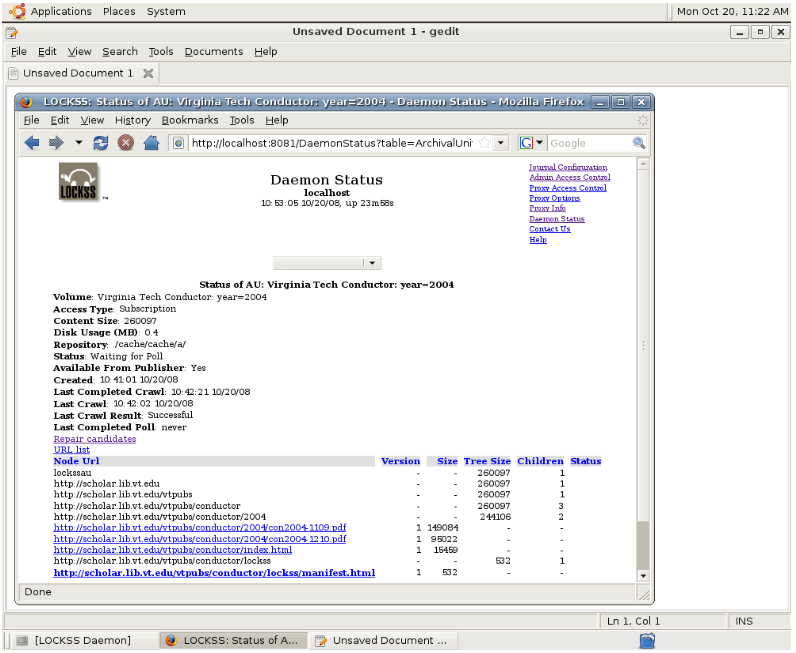 Applications Places System Mon Oct 20, 11:22 AM
Unsaved Document 1 - gedit
File Edit View Search Tools Documents Help
Unsaved Document 1
LOCKSS: Status of AU: Virginia Tech Conductor: year=2004 - Daemon Status - Mozilla Firefox
File Edit View History Bookmarks Tools Help
http://localhost:8081/DaemonStatus?table=ArchivalUni Google
LOCKSS ™
Daemon Status
localhost
10:53:05 10/20/08, up 23m58s
Journal Configuration
Admin Access Control
Proxy Access Control
Proxy Options
Proxy Info
Daemon Status
Contact Us
Help
Status of AU: Virginia Tech Conductor: year=2004
Volume: Virginia Tech Conductor: year=2004
Access Type: Subscription
Content Size: 260097
Disk Usage (MB): 0.4
Repository: ./cache/cache/a/
Status: Waiting for Poll
Available From Publisher: Yes
Created: 10:41:01 10/20/08
Last Completed Crawl: 10:42:21 10/20/08
Last Crawl: 10:42:02 10/20/08
Last Crawl Result: Successful
Last Completed Poll: never
Repair candidates
URL list
Node Url Version Size Tree Size Children Status
lockssau - - 260097 1
http://scholar.lib.vt.edu - - 260097 1
http://scholar.lib.vt.edu/vtpubs - - 260097 1
http://scholar.lib.vt.edu/vtpubs/conductor - - 260097 3
http://scholar.lib.vt.edu/vtpubs/conductor/2004 - - 244106 2
http://scholar.lib.vt.edu/vtpubs/conductor/2004/con2004-1109.pdf 1 149084 - -
http://scholar.lib.vt.edu/vtpubs/conductor/2004/con2004-1210.pdf 1 95022 - -
http://scholar.lib.vt.edu/vtpubs/conductor/index.html 1 15459 - -
http://scholar.lib.vt.edu/vtpubs/conductor/lockss - - 532 1
http://scholar.lib.vt.edu/vtpubs/conductor/lockss/manifest.html 1 532 - -
Done
Ln 1, Col 1 INS
[LOCKSS Daemon] LOCKSS: Status of A... Unsaved Document ...